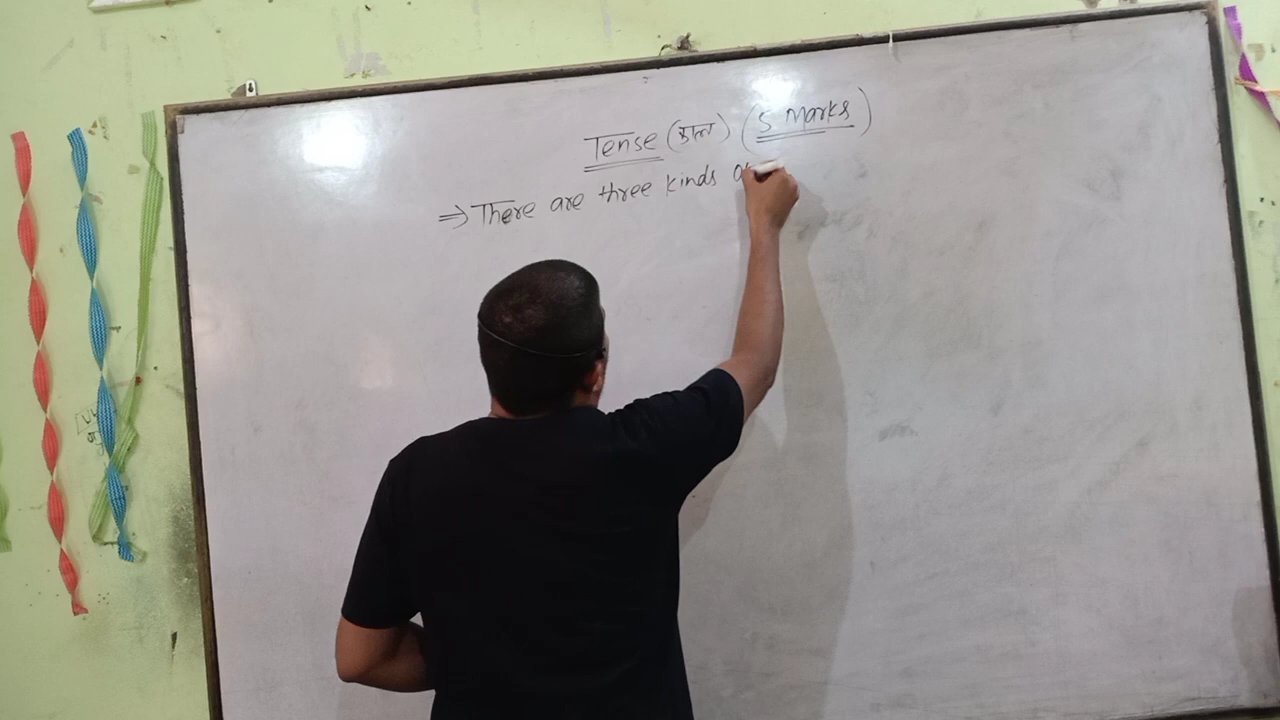 Tense (काल) (5 Marks)
⇒ There are three kinds of